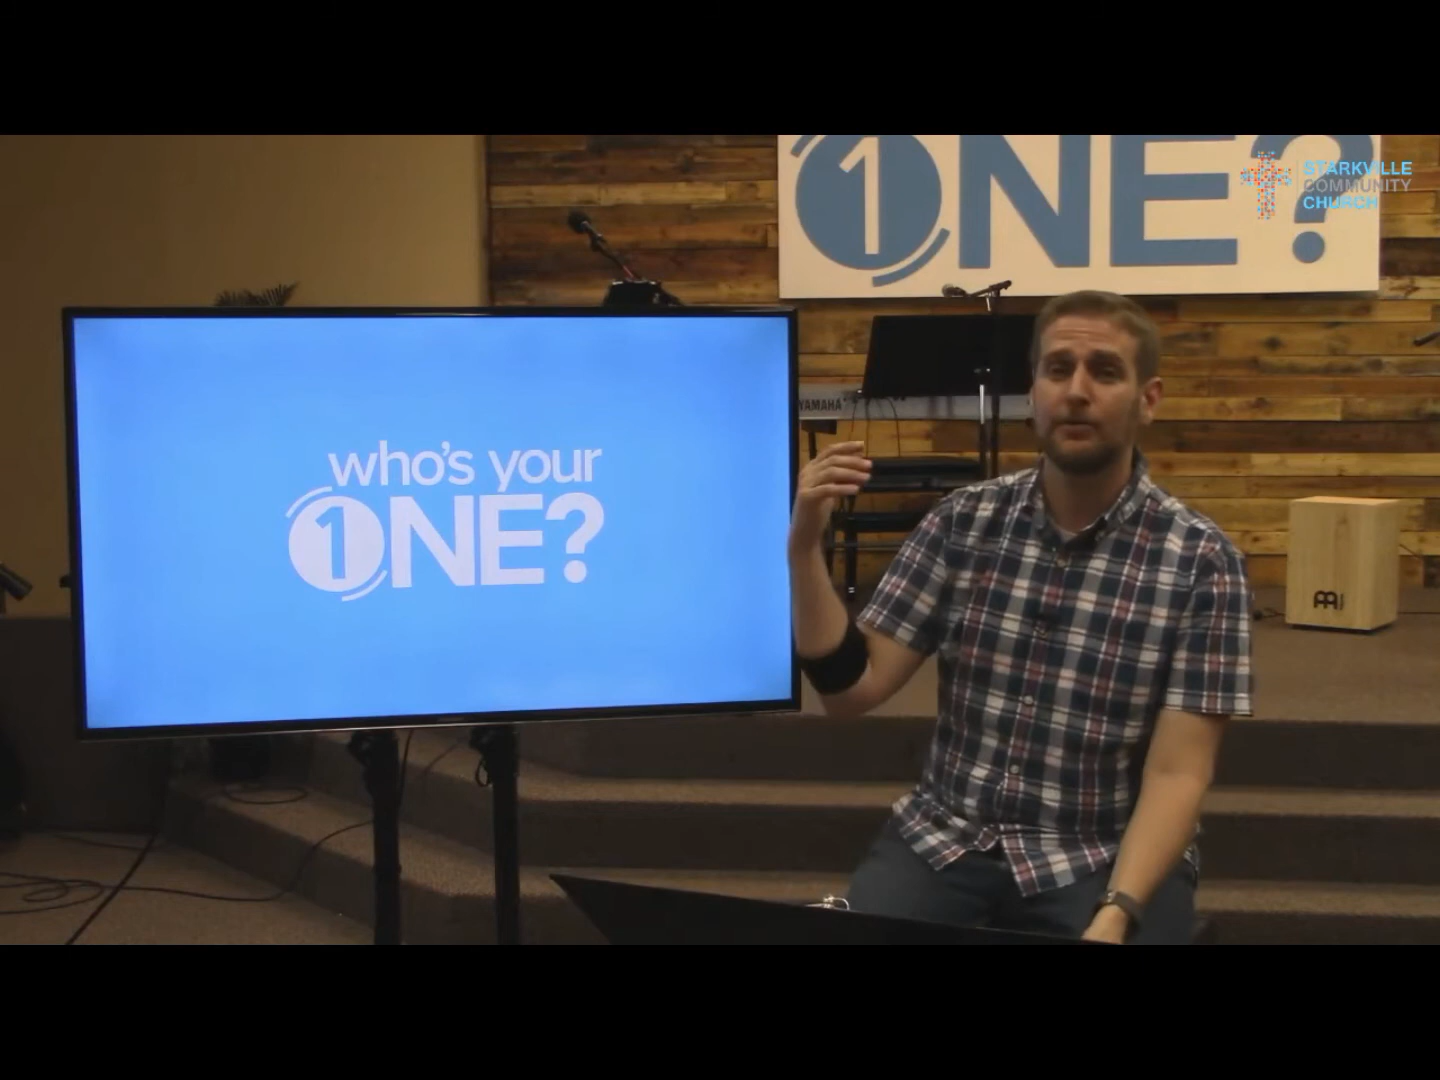 1NE?
STARKVILLE
COMMUNITY
CHURCH
who's your
1NE?
YAMAHA